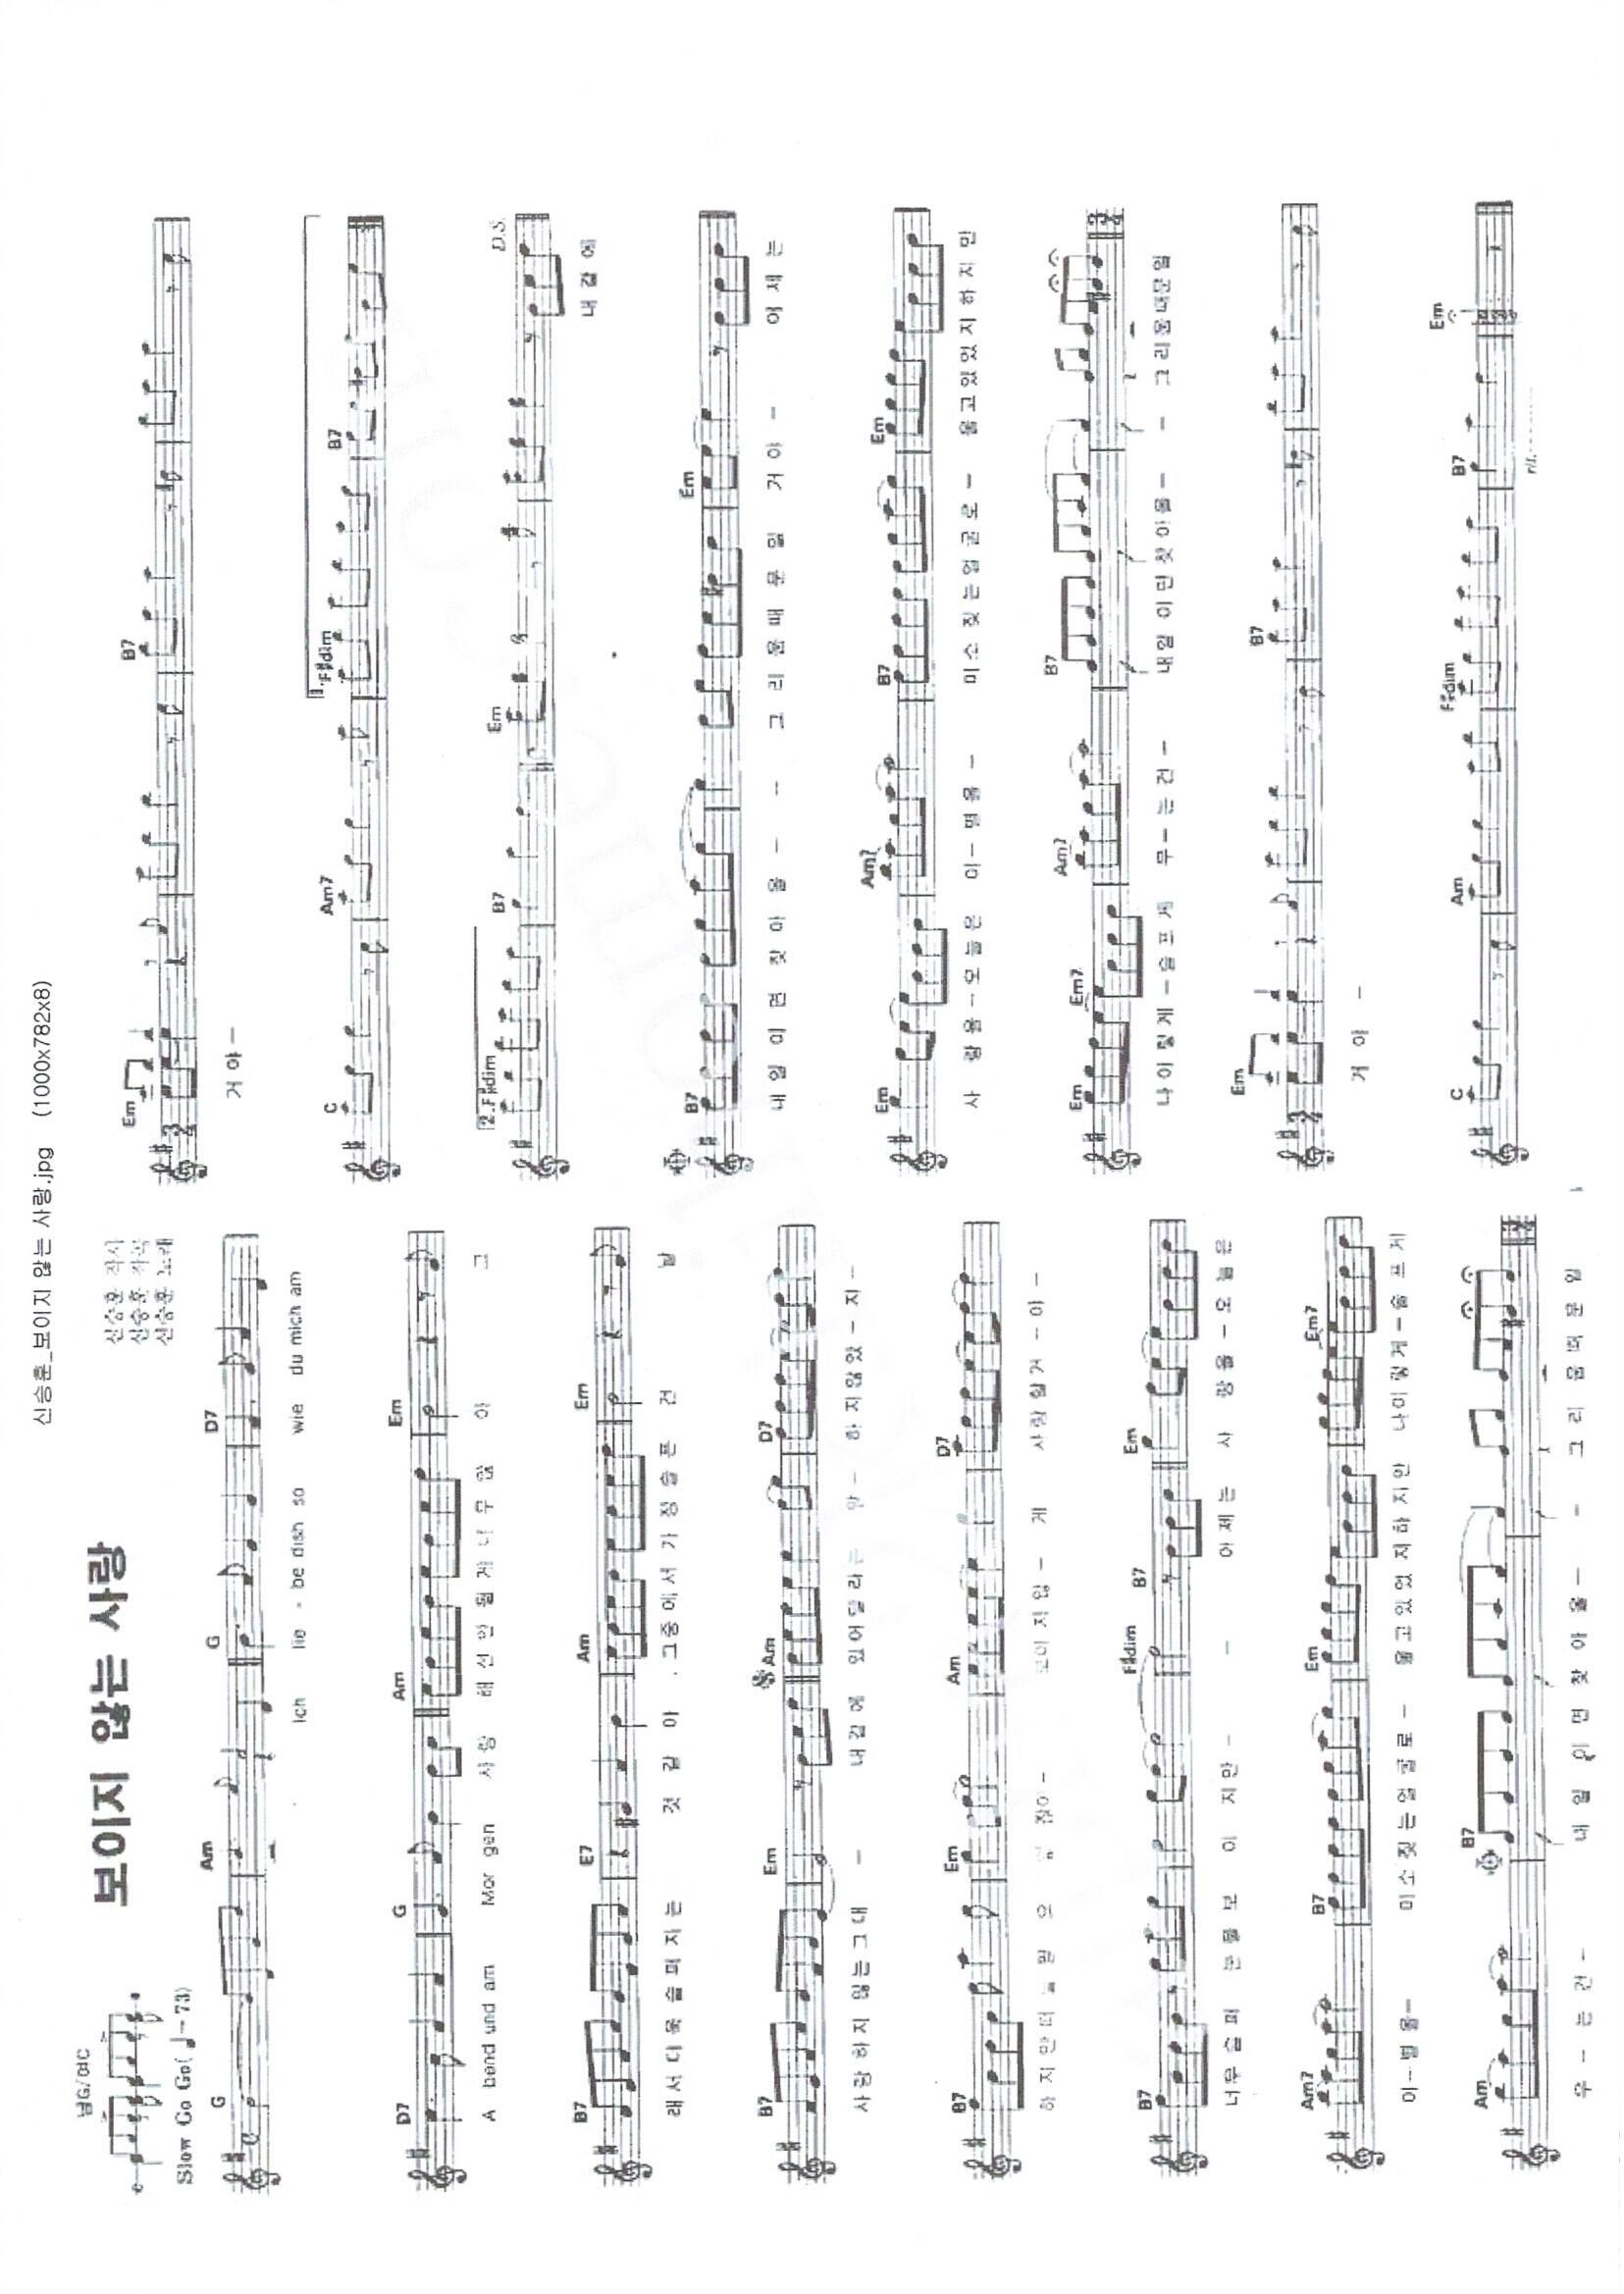 신승훈_보이지 않는 사랑.jpg (1000x782x8)
남G/여C
보이지 않는 사랑
신승훈 작사
신승훈 작곡
신승훈 노래
Slow Go Go(♩=73)
G Am G D7
Ich lie - be dish so wie du mich am
D7 G Am Em
A bend und am Mor gen 사랑 해선 안 될 게 너 무 많 아 그
B7 E7 Am Em
래서 더 욱 슬 퍼 지 는 것 같 아 . 그중에서 가 장 슬 픈 건 날
B7 Em Am D7
사랑 하지 않는그대 - 내곁에 있어달라는 말- 하지않았-지-
B7 Em Am D7
하지만떠 날 잖아- 보이지않- 게 사랑할거-야-
B7 F#dim B7 Em
너무슬퍼 눈물보 이 지만- - 어제는 사 랑을-오늘은
Am7 B7 Em Em7
이-별을- 미소짓는얼굴로- 울고있었지하지만 나이렇게-슬프게
Am B7
우-는건- 내일이면찾아올- - 그리움때문일
Em B7
거야-
C Am7 1.F#dim B7
2.F#dim B7 Em D.S.
내곁에
B7 Em
내일이면찾아올- - 그리움때문일 거야- 어제는
Em Am7 B7 Em
사 랑을-오늘은 이-별을- 미소짓는얼굴로- 울고있었지하지만
Em Em7 Am7 B7
나이렇게-슬프게 우-는건- 내일이면찾아올- - 그리움때문일
Em B7
거야-
C Am F#dim B7 Em
rit.